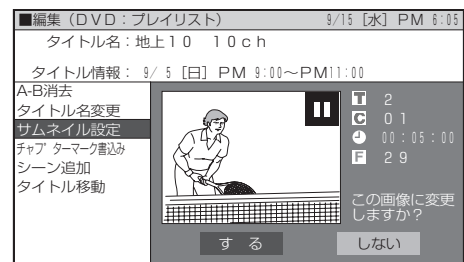 ■編集（DVD：プレイリスト） 9/15［水］PM 6:05
タイトル名：地上10 10ch
タイトル情報： 9/ 5［日］PM 9:00～PM11:00
A-B消去
タイトル名変更
サムネイル設定
ﾁｬﾌﾟﾀｰﾏｰｸ書込み
シーン追加
タイトル移動
T 2
C 01
00:05:00
F 29
この画像に変更
しますか？
する しない